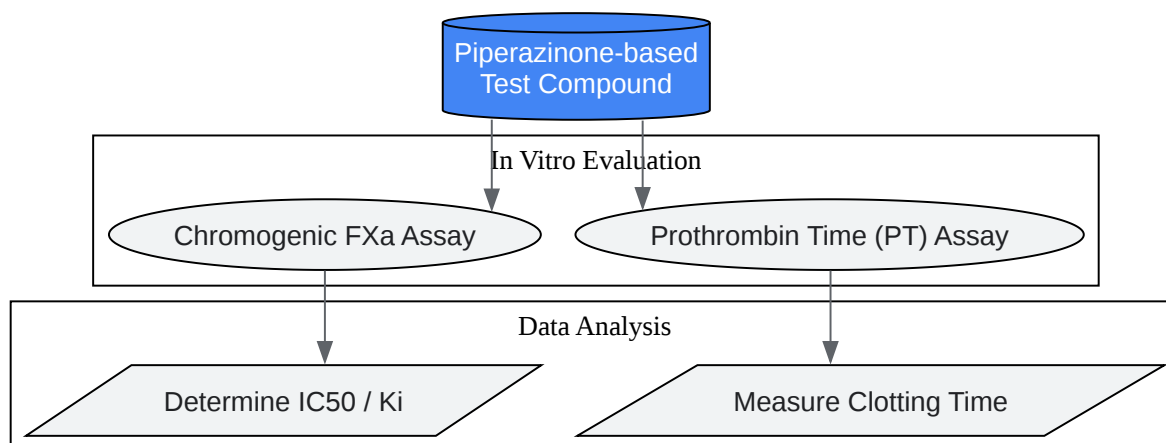 Piperazinone-based
Test Compound
In Vitro Evaluation
Chromogenic FXa Assay
Prothrombin Time (PT) Assay
Data Analysis
Determine IC50 / Ki
Measure Clotting Time